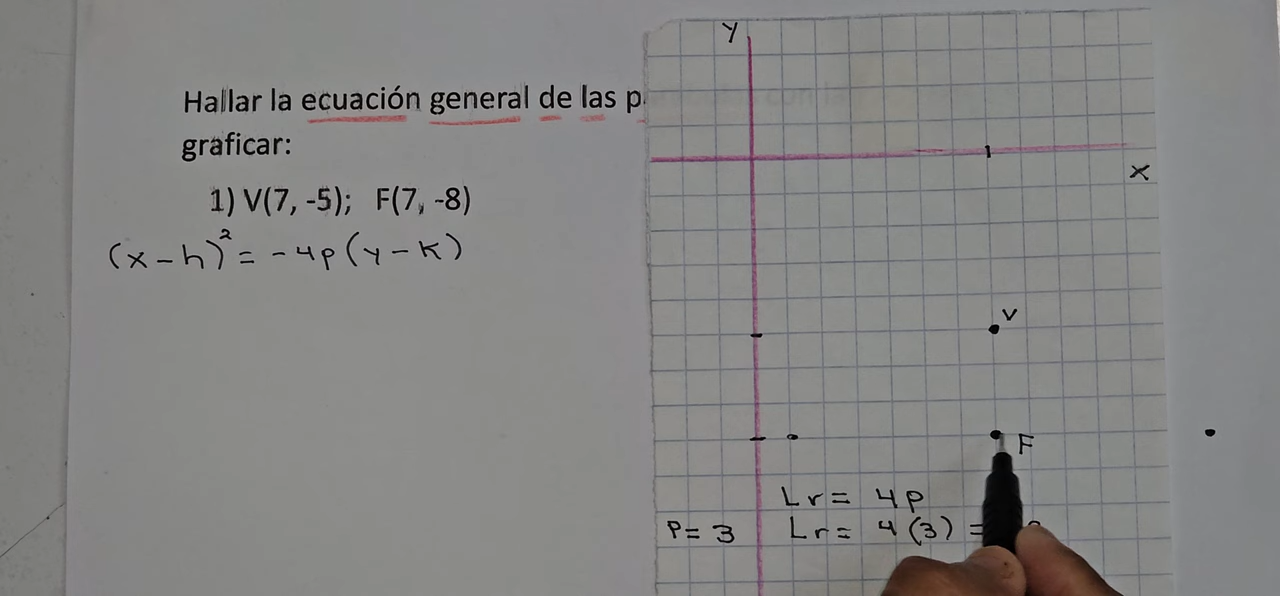 Hallar la ecuación general de las
graficar:
1) V(7, -5); F(7, -8)
(x-h)² = -4p(y-k)
Y
X
V
F
Lr = 4p
P= 3 Lr= 4(3) =